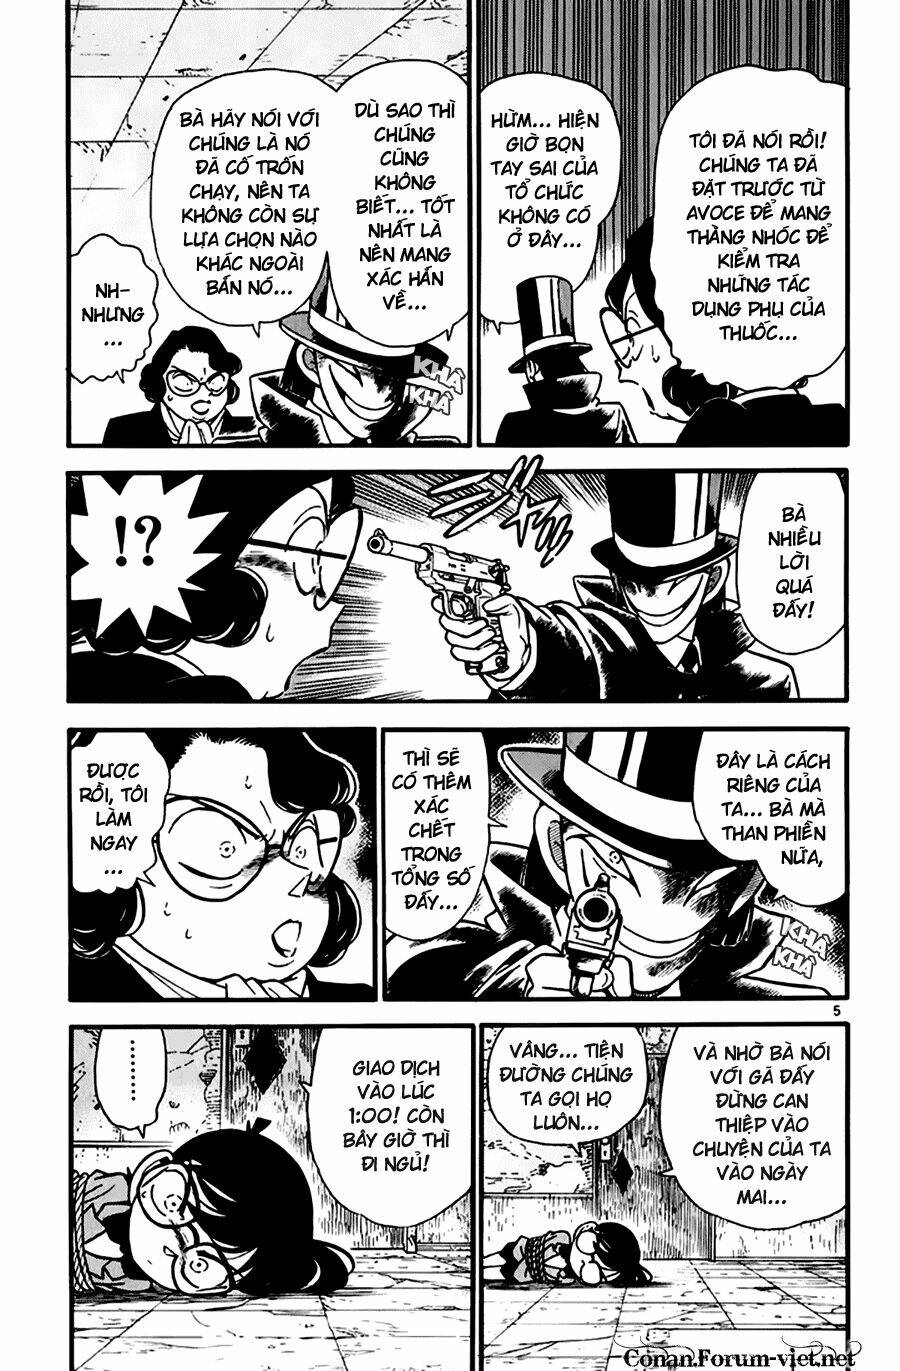 TÔI ĐÃ NÓI RỒI!
CHÚNG TA ĐÃ
ĐẶT TRƯỚC TỪ
AVOCE ĐỂ MANG
THẰNG NHÓC ĐỂ
KIỂM TRA
NHỮNG TÁC
DỤNG PHỤ CỦA
THUỐC...
HỪM... HIỆN
GIỜ BỌN
TAY SAI CỦA
TỔ CHỨC
KHÔNG CÓ
Ở ĐÂY...
DÙ SAO THÌ
CHÚNG
CŨNG
KHÔNG
BIẾT... TỐT
NHẤT LÀ
NÊN MANG
XÁC HẮN
VỀ...
KHÀ
KHÀ
BÀ HÃY NÓI VỚI
CHÚNG LÀ NÓ
ĐÃ CỐ TRỐN
CHẠY, NÊN TA
KHÔNG CÒN SỰ
LỰA CHỌN NÀO
KHÁC NGOÀI
BẮN NÓ...
NH-
NHƯNG
...
BÀ
NHIỀU
LỜI
QUÁ
ĐẤY!
!?
ĐÂY LÀ CÁCH
RIÊNG CỦA
TA... BÀ MÀ
THAN PHIỀN
NỮA,
THÌ SẼ
CÓ THÊM
XÁC
CHẾT
TRONG
TỔNG SỐ
ĐẤY...
KHÀ
KHÀ
ĐƯỢC
RỒI, TÔI
LÀM
NGAY
...
5
VÀ NHỜ BÀ NÓI
VỚI GÃ ĐẤY
ĐỪNG CAN
THIỆP VÀO
CHUYỆN CỦA TA
VÀO NGÀY
MAI...
VÂNG... TIỆN
ĐƯỜNG CHÚNG
TA GỌI HỌ
LUÔN...
GIAO DỊCH
VÀO LÚC
1:00! CÒN
BÂY GIỜ THÌ
ĐI NGỦ!
........
Conan.Forum-viet.net